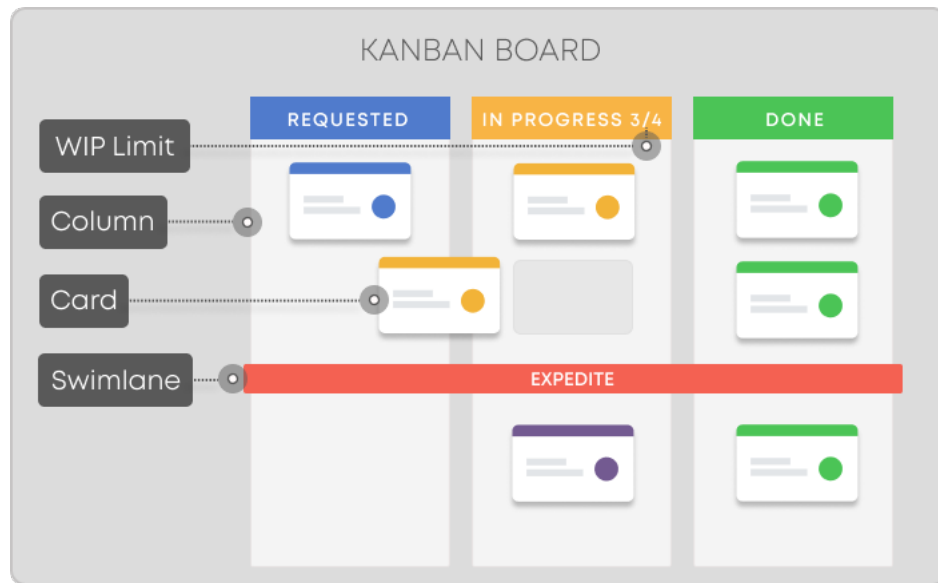 KANBAN BOARD
REQUESTED
IN PROGRESS 3/4
DONE
WIP Limit
Column
Card
Swimlane
EXPEDITE